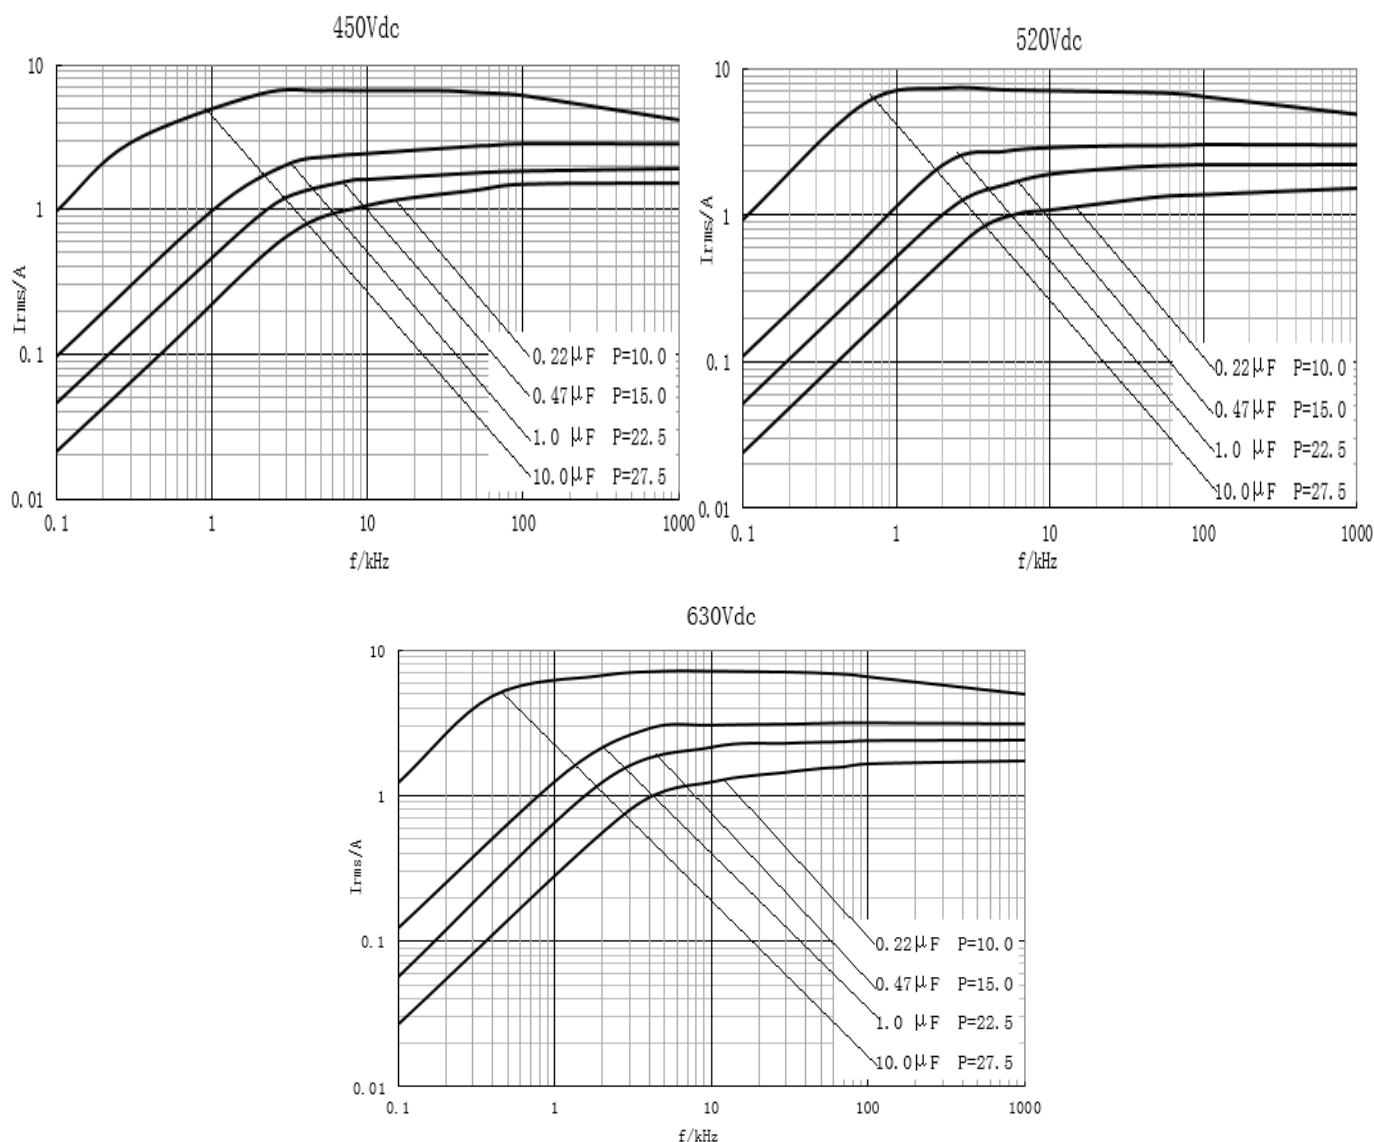 450Vdc
10
1
0.1
0.01
Irms/A
0.22μF P=10.0
0.47μF P=15.0
1.0 μF P=22.5
10.0μF P=27.5
0.1 1 10 100 1000
f/kHz
520Vdc
10
1
0.1
0.01
Irms/A
0.22μF P=10.0
0.47μF P=15.0
1.0 μF P=22.5
10.0μF P=27.5
0.1 1 10 100 1000
f/kHz
630Vdc
10
1
0.1
0.01
Irms/A
0.22μF P=10.0
0.47μF P=15.0
1.0 μF P=22.5
10.0μF P=27.5
0.1 1 10 100 1000
f/kHz